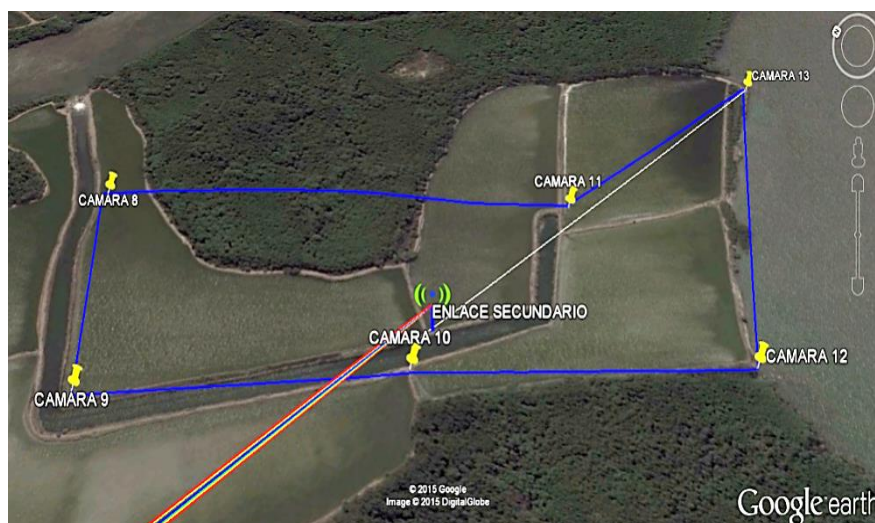 CAMARA 13
CAMARA 11
CAMARA 8
ENLACE SECUNDARIO
CAMARA 10
CAMARA 12
CAMARA 9
© 2015 Google
Image © 2015 DigitalGlobe
Google earth